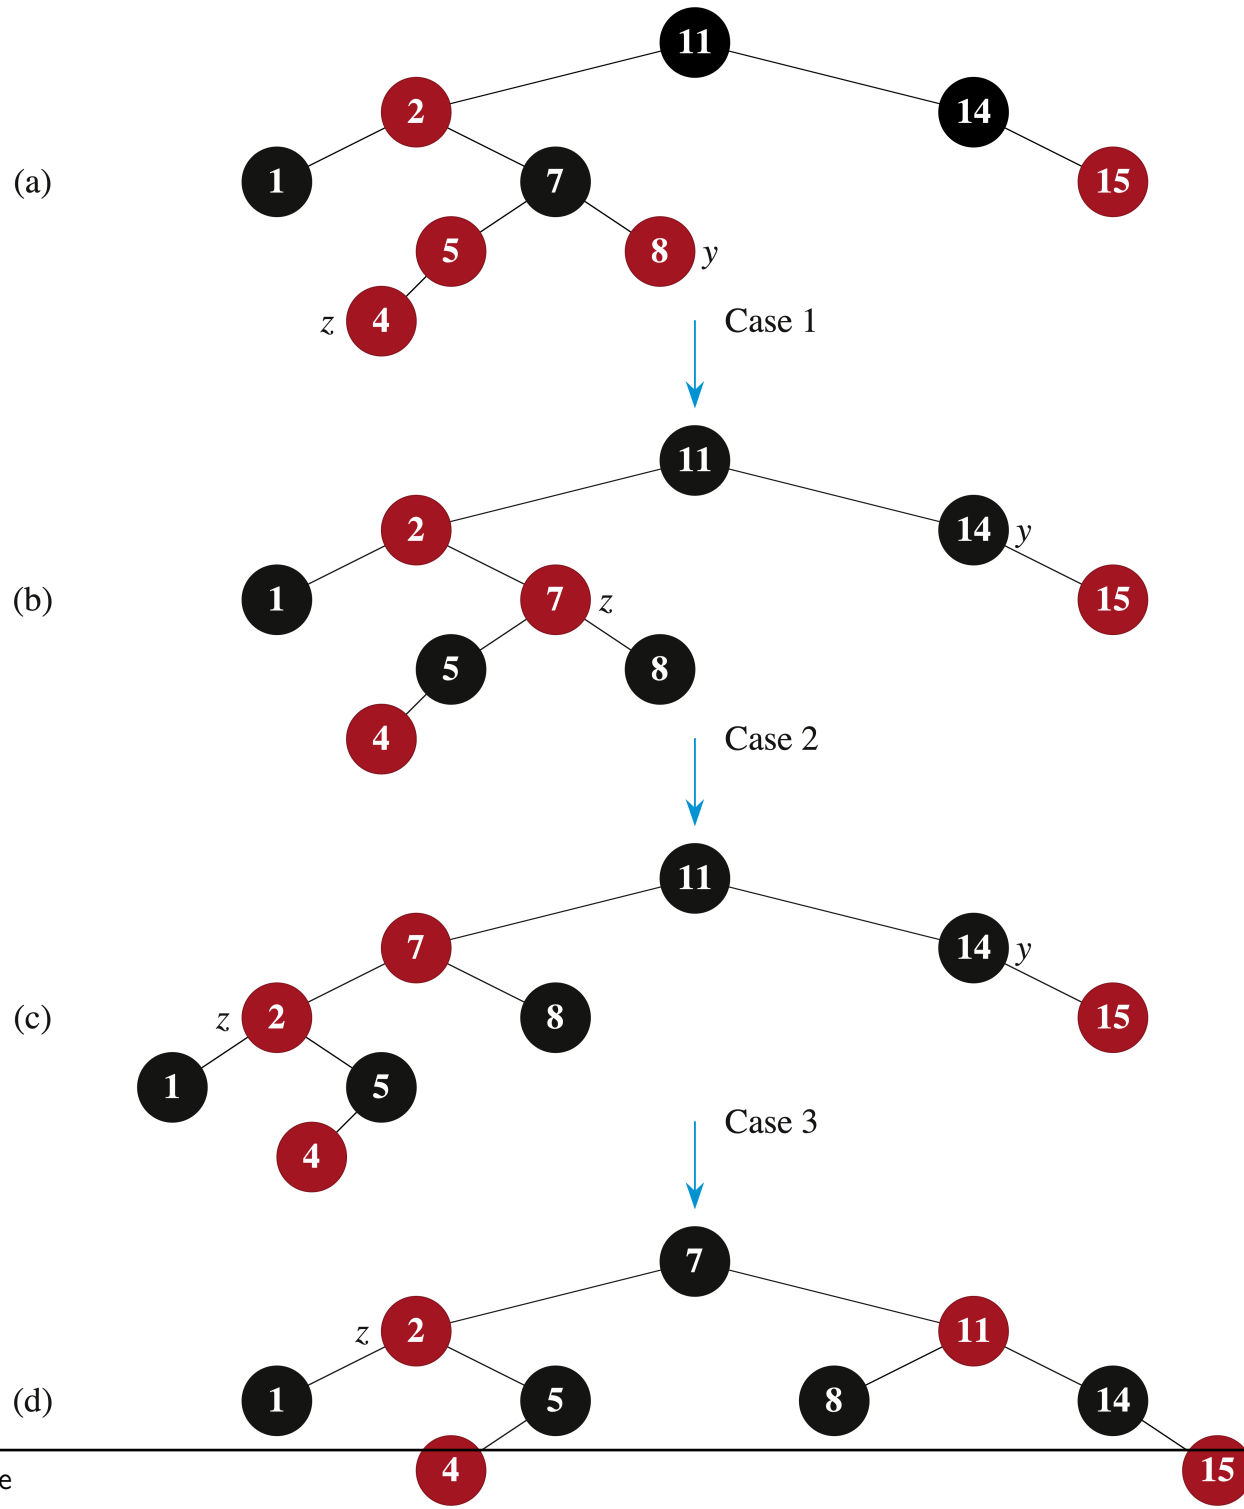 11
2 14
(a) 1 7 15
5 8 y
z 4 Case 1
11
2 14 y
(b) 1 7 z 15
5 8
4 Case 2
11
7 14 y
(c) z 2 8 15
1 5
Case 3
4
7
z 2 11
(d) 1 5 8 14
4 15
e